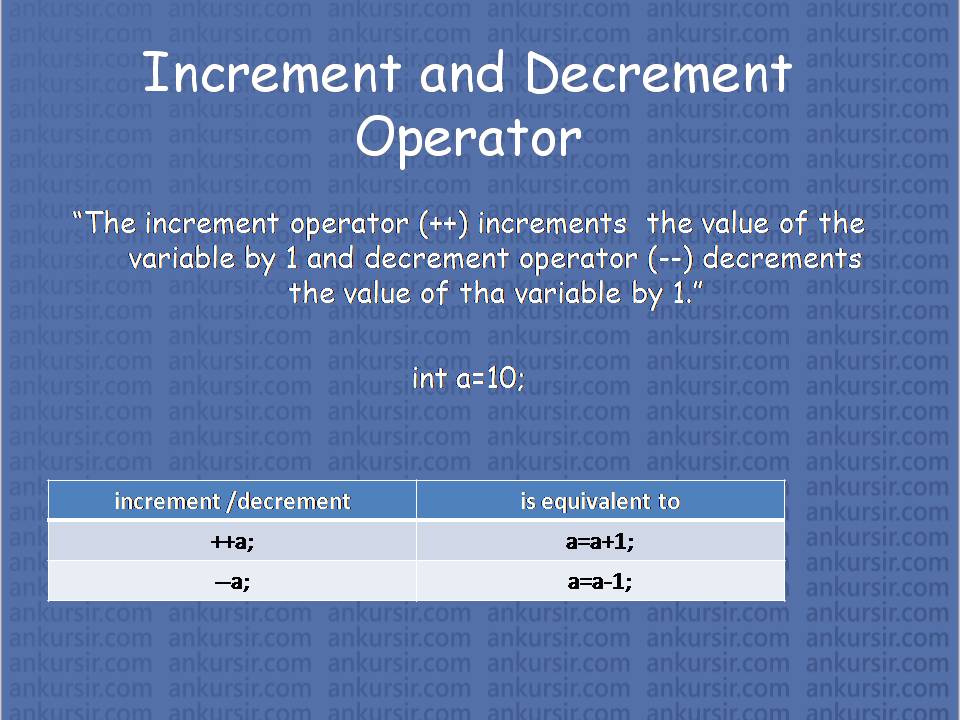 Increment and Decrement
Operator
“The increment operator (++) increments the value of the
variable by 1 and decrement operator (--) decrements
the value of tha variable by 1.”
int a=10;
increment /decrement is equivalent to
++a; a=a+1;
--a; a=a-1;
ankursir.com